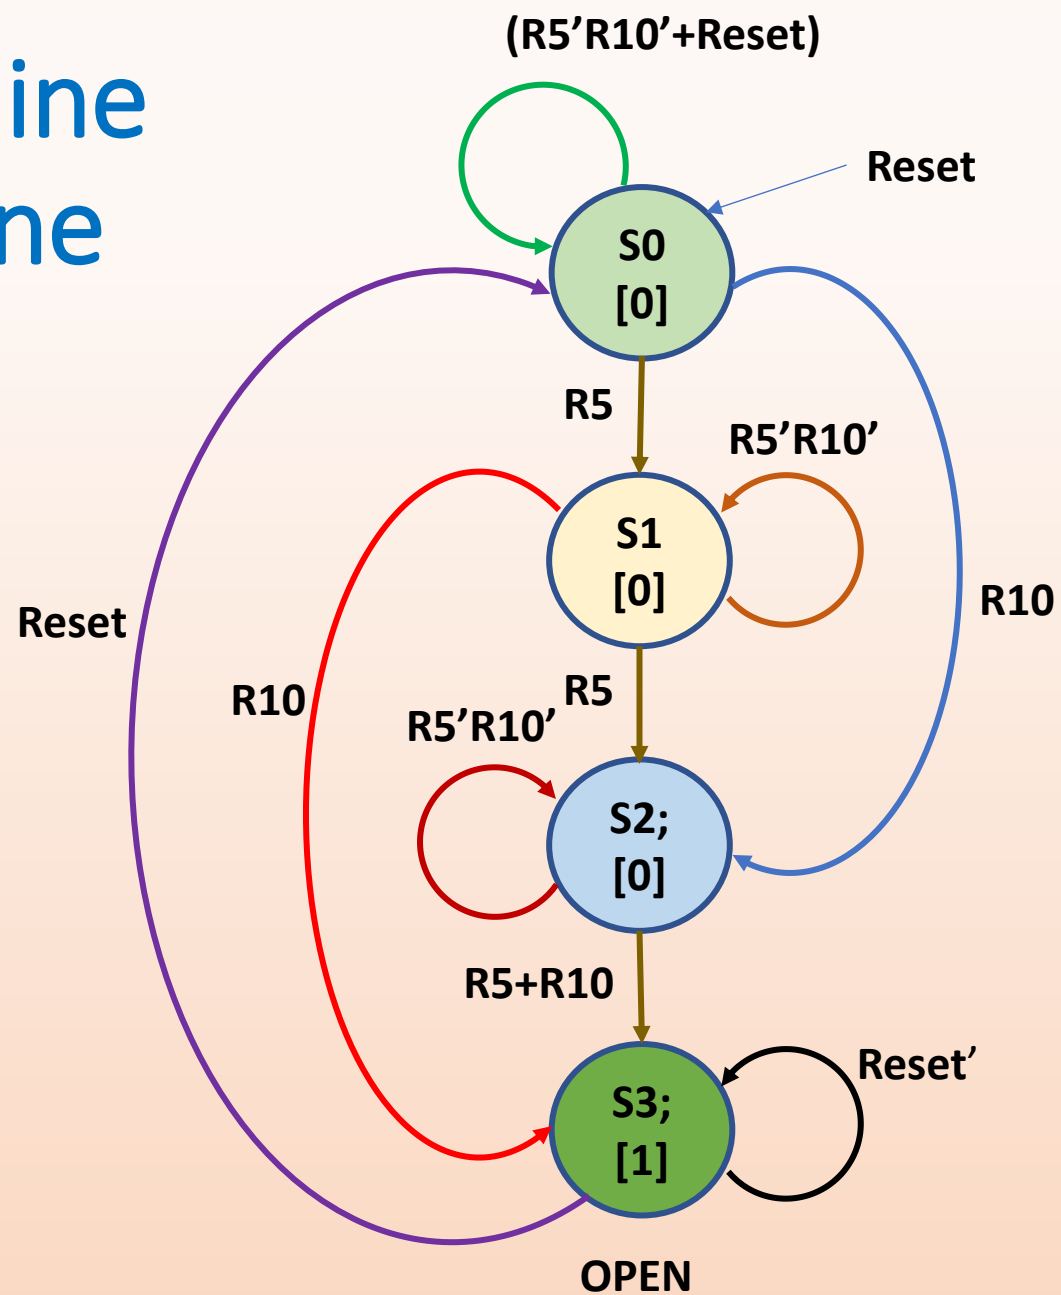 (R5’R10’+Reset)
ine
ne
Reset
S0
[0]
R5
R5’R10’
S1
[0]
R10
Reset
R5
R10
R5’R10’
S2;
[0]
R5+R10
Reset’
S3;
[1]
OPEN